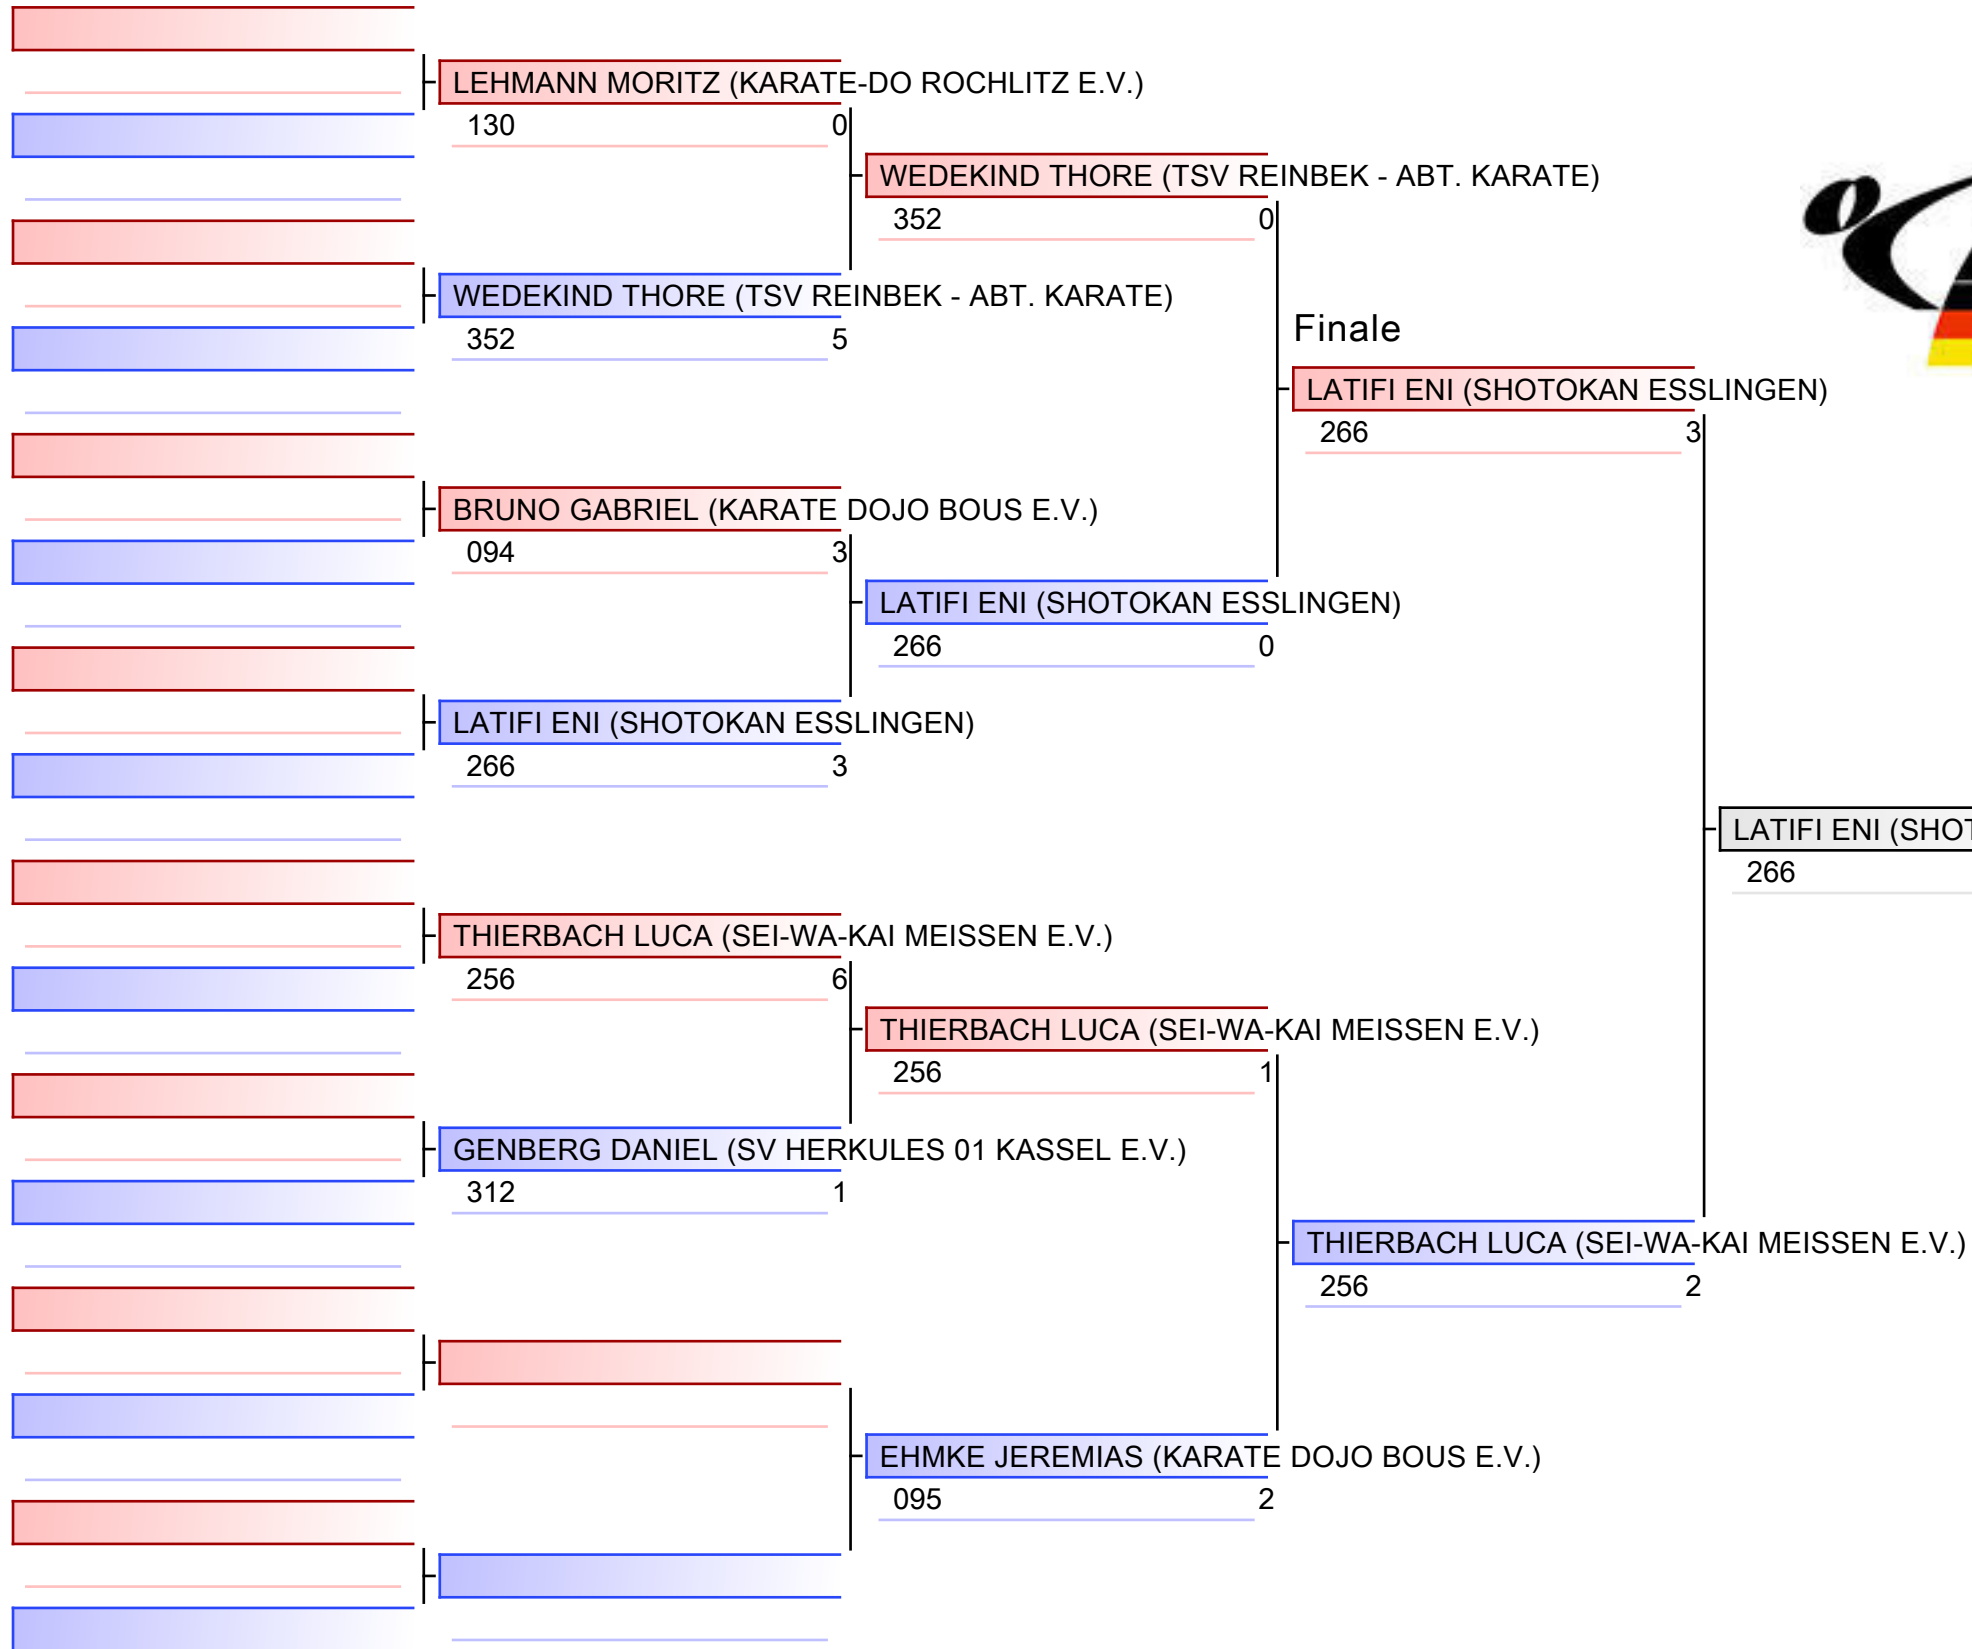 LEHMANN MORITZ (KARATE-DO ROCHLITZ E.V.)
130 0
WEDEKIND THORE (TSV REINBEK - ABT. KARATE)
352 0
WEDEKIND THORE (TSV REINBEK - ABT. KARATE)
352 5
Finale
LATIFI ENI (SHOTOKAN ESSLINGEN)
266 3
BRUNO GABRIEL (KARATE DOJO BOUS E.V.)
094 3
LATIFI ENI (SHOTOKAN ESSLINGEN)
266 0
LATIFI ENI (SHOTOKAN ESSLINGEN)
266 3
LATIFI ENI (SHOT
266
THIERBACH LUCA (SEI-WA-KAI MEISSEN E.V.)
256 6
THIERBACH LUCA (SEI-WA-KAI MEISSEN E.V.)
256 1
GENBERG DANIEL (SV HERKULES 01 KASSEL E.V.)
312 1
THIERBACH LUCA (SEI-WA-KAI MEISSEN E.V.)
256 2
EHMKE JEREMIAS (KARATE DOJO BOUS E.V.)
095 2